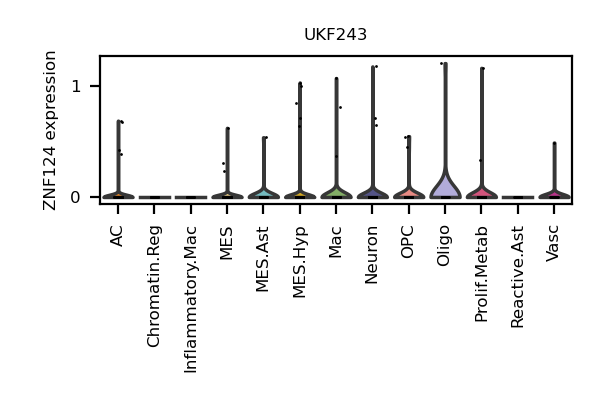 UKF243
ZNF124 expression
1
0
AC
Chromatin.Reg
Inflammatory.Mac
MES
MES.Ast
MES.Hyp
Mac
Neuron
OPC
Oligo
Prolif.Metab
Reactive.Ast
Vasc